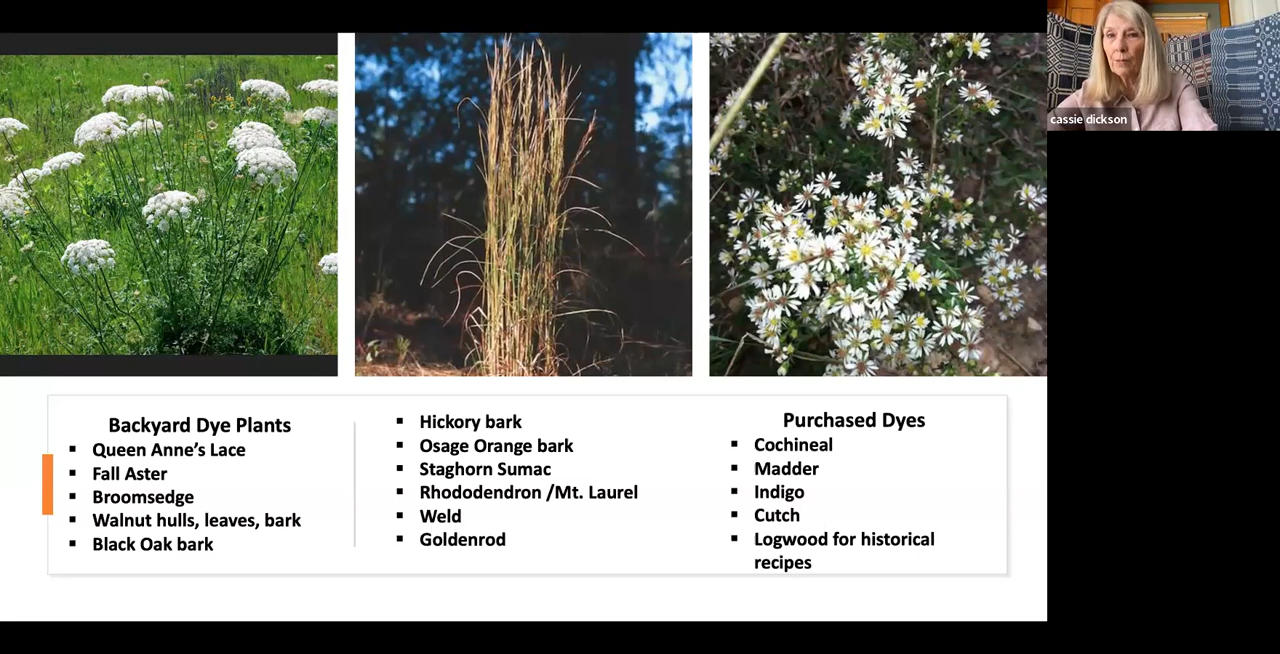 cassie dickson
Backyard Dye Plants
▪ Queen Anne’s Lace
▪ Fall Aster
▪ Broomsedge
▪ Walnut hulls, leaves, bark
▪ Black Oak bark
▪ Hickory bark
▪ Osage Orange bark
▪ Staghorn Sumac
▪ Rhododendron /Mt. Laurel
▪ Weld
▪ Goldenrod
Purchased Dyes
▪ Cochineal
▪ Madder
▪ Indigo
▪ Cutch
▪ Logwood for historical
recipes